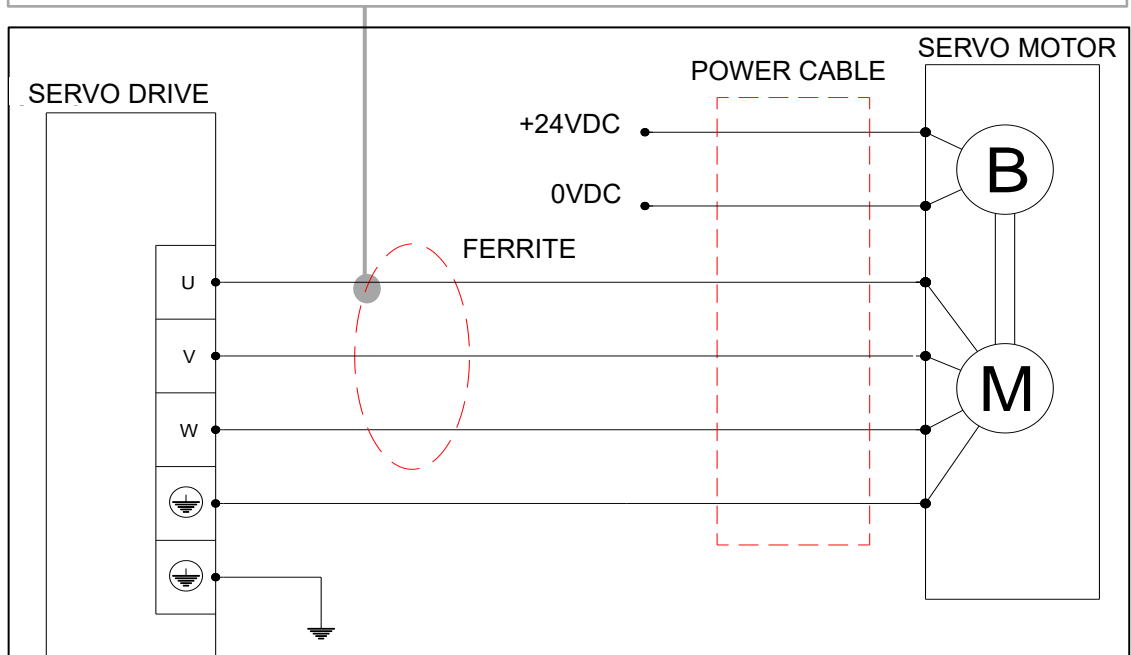 SERVO MOTOR
POWER CABLE
SERVO DRIVE
+24VDC
B
0VDC
FERRITE
U
V
M
W